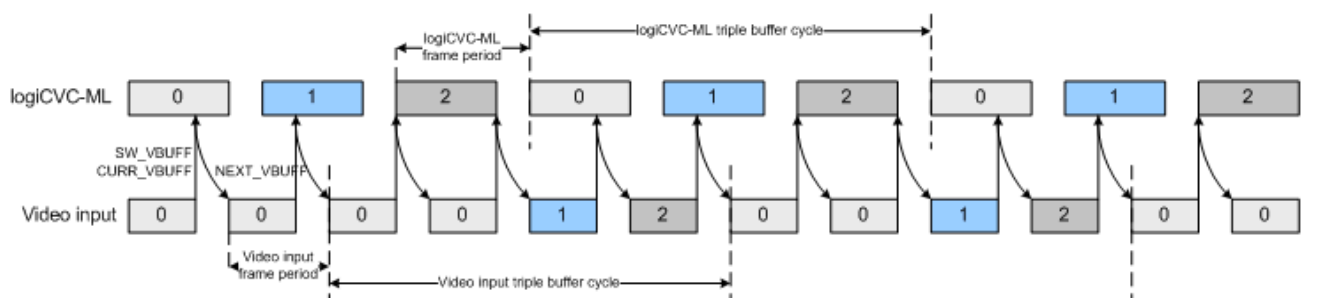 logiCVC-ML triple buffer cycle
logiCVC-ML
frame period
logiCVC-ML 0 1 2 0 1 2 0 1 2
SW_VBUFF
CURR_VBUFF NEXT_VBUFF
Video input 0 0 0 0 1 2 0 0 1 2 0 0
Video input
frame period
Video input triple buffer cycle